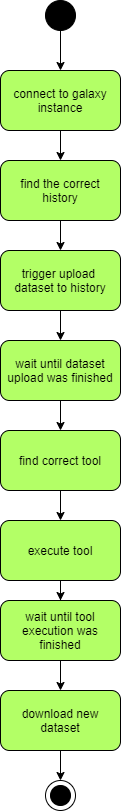 connect to galaxy
instance
find the correct
history
trigger upload
dataset to history
wait until dataset
upload was finished
find correct tool
execute tool
wait until tool
execution was
finished
download new
dataset